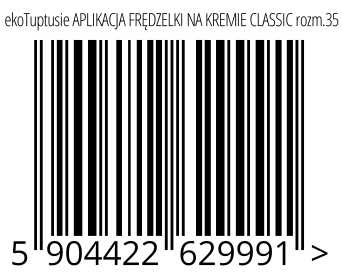 ekoTuptusie APLIKACJA FRĘDZELKI NA KREMIE CLASSIC rozm.35
5 904422 629991 >